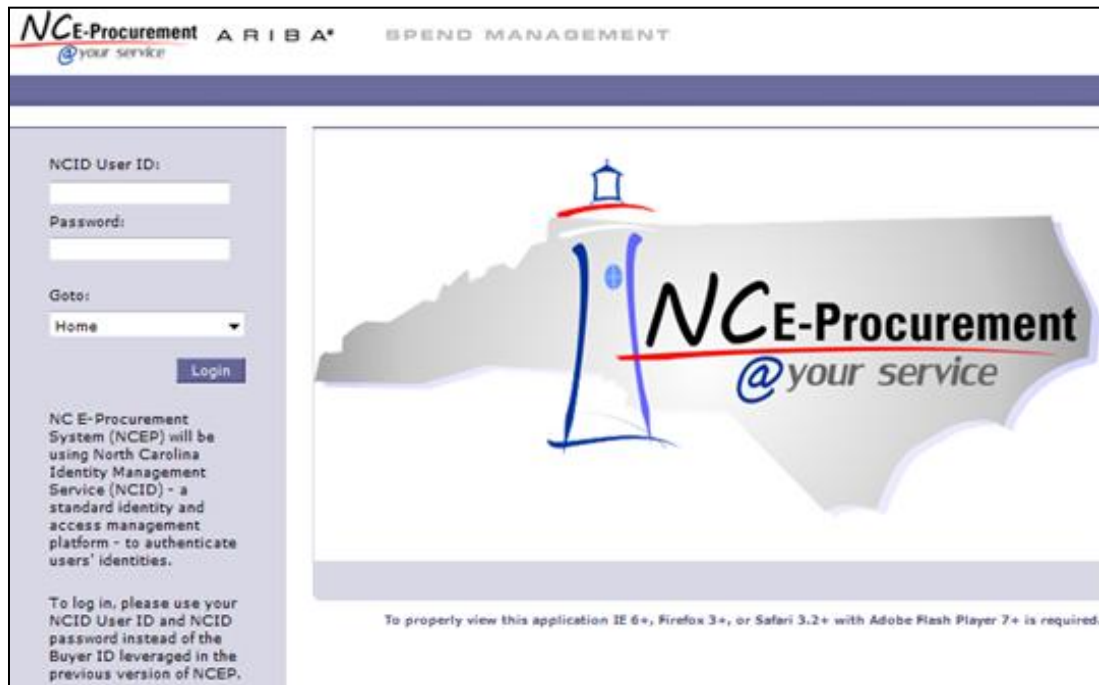 NCE-Procurement ARIBA® SPEND MANAGEMENT
@your service
NCID User ID:
Password:
Goto:
Home
Login
NC E-Procurement
System (NCEP) will be
using North Carolina
Identity Management
Service (NCID) - a
standard identity and
access management
platform - to authenticate
users' identities.
To log in, please use your
NCID User ID and NCID
password instead of the
Buyer ID leveraged in the
previous version of NCEP.
NCE-Procurement
@your service
To properly view this application IE 6+, Firefox 3+, or Safari 3.2+ with Adobe Flash Player 7+ is required.